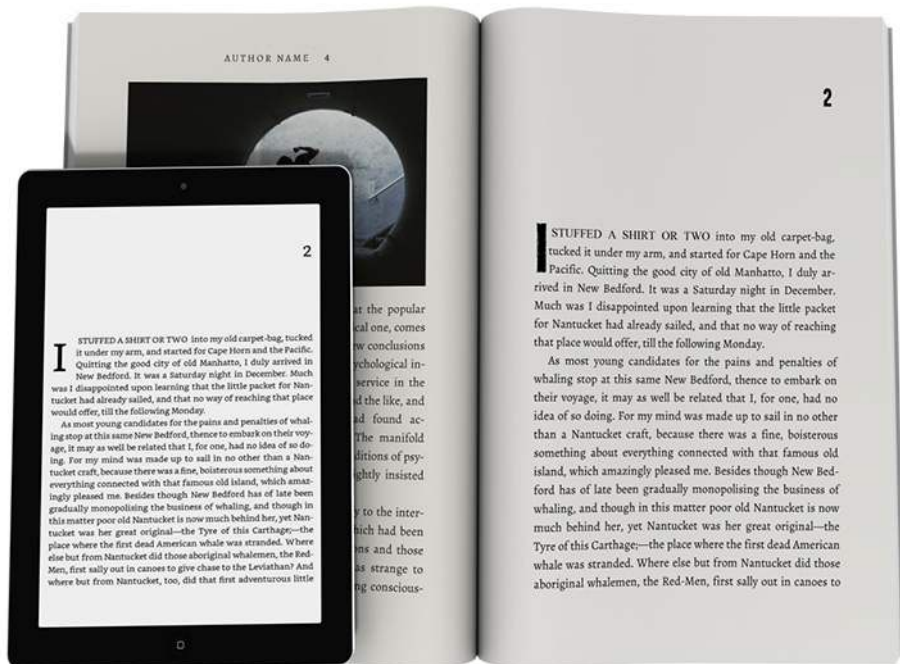 AUTHOR NAME 4
at the popular
cal one, comes
ew conclusions
ychological in-
service in the
d the like, and
ad found ac-
The manifold
ditions of psy-
ghtly insisted
y to the inter-
hich had been
ns and those
as strange to
ng conscious-
2
I STUFFED A SHIRT OR TWO into my old carpet-bag, tucked
it under my arm, and started for Cape Horn and the Pacific.
Quitting the good city of old Manhatto, I duly arrived in
New Bedford. It was a Saturday night in December. Much
was I disappointed upon learning that the little packet for Nan-
tucket had already sailed, and that no way of reaching that place
would offer, till the following Monday.
As most young candidates for the pains and penalties of whal-
ing stop at this same New Bedford, thence to embark on their voy-
age, it may as well be related that I, for one, had no idea of so do-
ing. For my mind was made up to sail in no other than a Nan-
tucket craft, because there was a fine, boisterous something about
everything connected with that famous old island, which amaz-
ingly pleased me. Besides though New Bedford has of late been
gradually monopolising the business of whaling, and though in
this matter poor old Nantucket is now much behind her, yet Nan-
tucket was her great original—the Tyre of this Carthage;—the
place where the first dead American whale was stranded. Where
else but from Nantucket did those aboriginal whalemen, the Red-
Men, first sally out in canoes to give chase to the Leviathan? And
where but from Nantucket, too, did that first adventurous little
2
I STUFFED A SHIRT OR TWO into my old carpet-bag,
tucked it under my arm, and started for Cape Horn and the
Pacific. Quitting the good city of old Manhatto, I duly ar-
rived in New Bedford. It was a Saturday night in December.
Much was I disappointed upon learning that the little packet
for Nantucket had already sailed, and that no way of reaching
that place would offer, till the following Monday.
As most young candidates for the pains and penalties of
whaling stop at this same New Bedford, thence to embark on
their voyage, it may as well be related that I, for one, had no
idea of so doing. For my mind was made up to sail in no other
than a Nantucket craft, because there was a fine, boisterous
something about everything connected with that famous old
island, which amazingly pleased me. Besides though New Bed-
ford has of late been gradually monopolising the business of
whaling, and though in this matter poor old Nantucket is now
much behind her, yet Nantucket was her great original—the
Tyre of this Carthage;—the place where the first dead American
whale was stranded. Where else but from Nantucket did those
aboriginal whalemen, the Red-Men, first sally out in canoes to